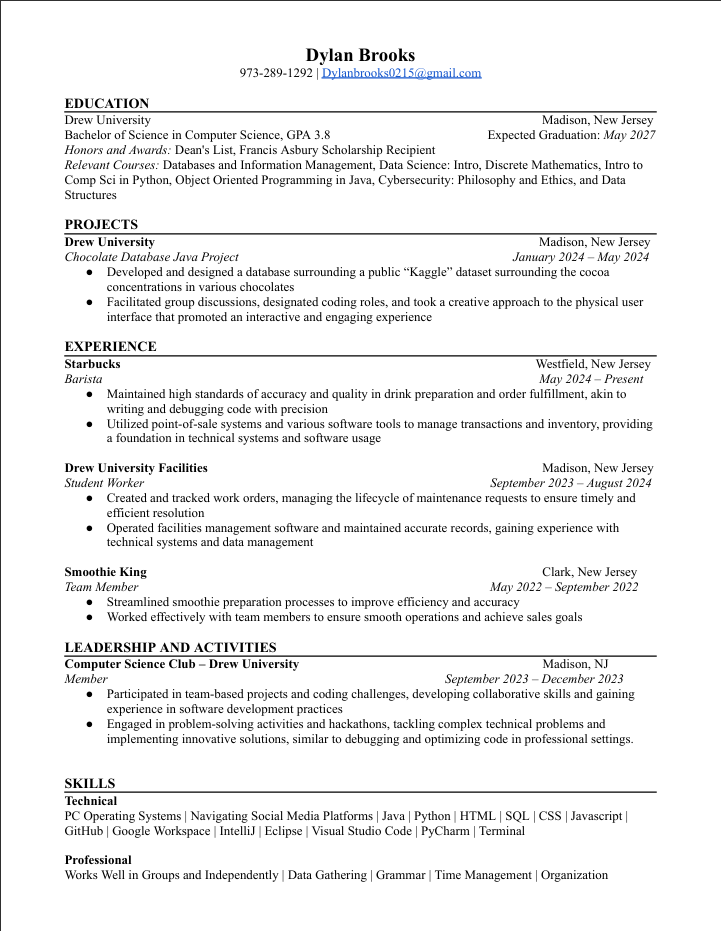 Dylan Brooks
973-289-1292 | Dylanbrooks0215@gmail.com
EDUCATION
Drew University Madison, New Jersey
Bachelor of Science in Computer Science, GPA 3.8 Expected Graduation: May 2027
Honors and Awards: Dean's List, Francis Asbury Scholarship Recipient
Relevant Courses: Databases and Information Management, Data Science: Intro, Discrete Mathematics, Intro to
Comp Sci in Python, Object Oriented Programming in Java, Cybersecurity: Philosophy and Ethics, and Data
Structures
PROJECTS
Drew University Madison, New Jersey
Chocolate Database Java Project January 2024 – May 2024
● Developed and designed a database surrounding a public “Kaggle” dataset surrounding the cocoa
concentrations in various chocolates
● Facilitated group discussions, designated coding roles, and took a creative approach to the physical user
interface that promoted an interactive and engaging experience
EXPERIENCE
Starbucks Westfield, New Jersey
Barista May 2024 – Present
● Maintained high standards of accuracy and quality in drink preparation and order fulfillment, akin to
writing and debugging code with precision
● Utilized point-of-sale systems and various software tools to manage transactions and inventory, providing
a foundation in technical systems and software usage
Drew University Facilities Madison, New Jersey
Student Worker September 2023 – August 2024
● Created and tracked work orders, managing the lifecycle of maintenance requests to ensure timely and
efficient resolution
● Operated facilities management software and maintained accurate records, gaining experience with
technical systems and data management
Smoothie King Clark, New Jersey
Team Member May 2022 – September 2022
● Streamlined smoothie preparation processes to improve efficiency and accuracy
● Worked effectively with team members to ensure smooth operations and achieve sales goals
LEADERSHIP AND ACTIVITIES
Computer Science Club – Drew University Madison, NJ
Member September 2023 – December 2023
● Participated in team-based projects and coding challenges, developing collaborative skills and gaining
experience in software development practices
● Engaged in problem-solving activities and hackathons, tackling complex technical problems and
implementing innovative solutions, similar to debugging and optimizing code in professional settings.
SKILLS
Technical
PC Operating Systems | Navigating Social Media Platforms | Java | Python | HTML | SQL | CSS | Javascript |
GitHub | Google Workspace | IntelliJ | Eclipse | Visual Studio Code | PyCharm | Terminal
Professional
Works Well in Groups and Independently | Data Gathering | Grammar | Time Management | Organization